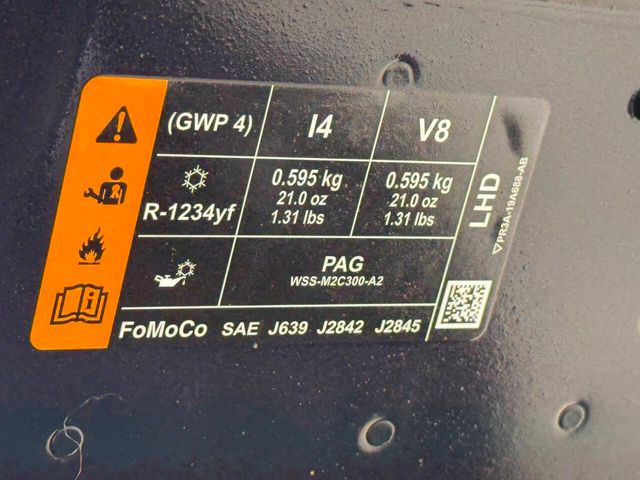 (GWP 4) I4 V8
R-1234yf
0.595 kg
21.0 oz
1.31 lbs
0.595 kg
21.0 oz
1.31 lbs
PAG
WSS-M2C300-A2
FoMoCo SAE J639 J2842 J2845
LHD
PR3A-19A688-AB